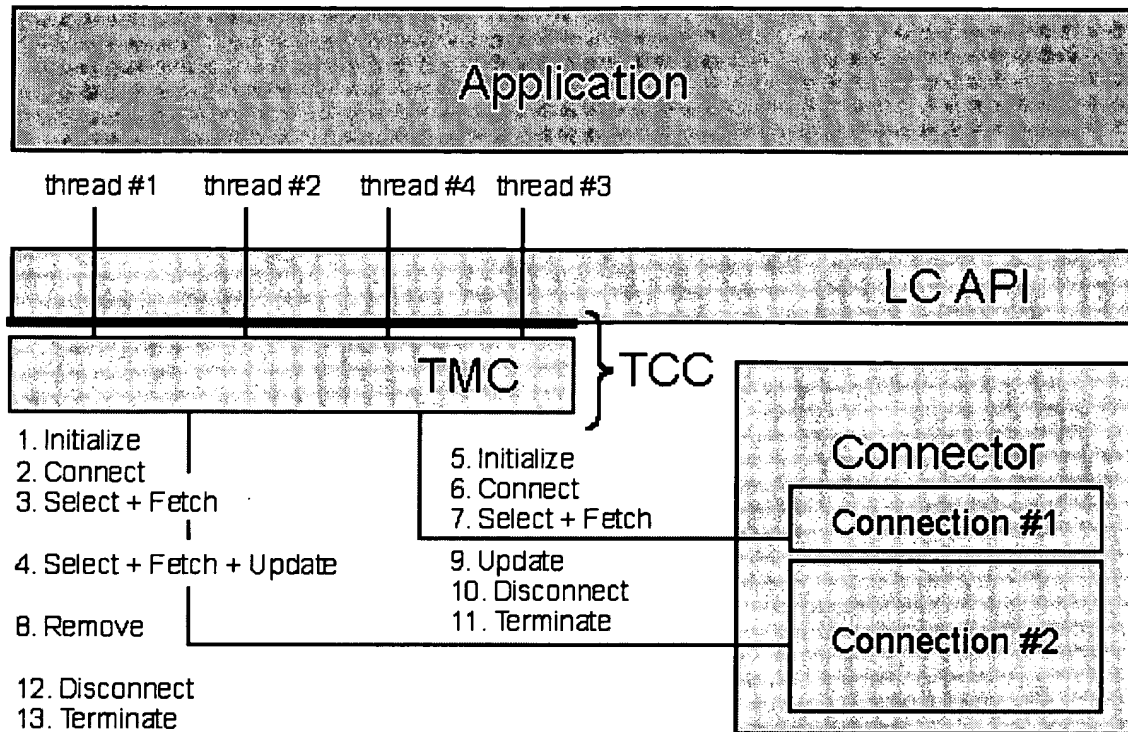 Application
thread #1 thread #2 thread #4 thread #3
LC API
TMC
TCC
1. Initialize
2. Connect
3. Select + Fetch
4. Select + Fetch + Update
8. Remove
12. Disconnect
13. Terminate
5. Initialize
6. Connect
7. Select + Fetch
9. Update
10. Disconnect
11. Terminate
Connector
Connection #1
Connection #2